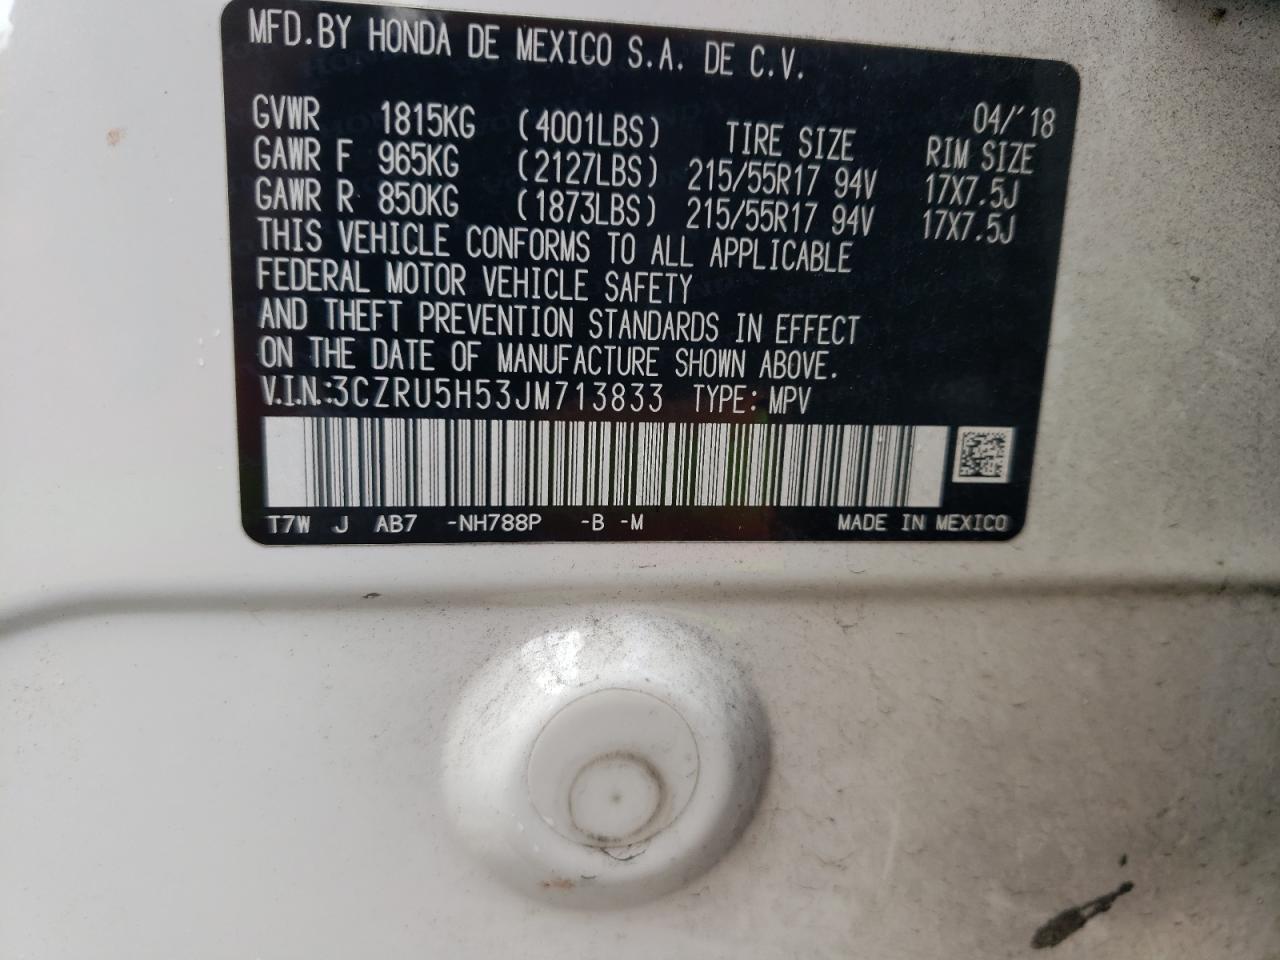 MFD.BY HONDA DE MEXICO S.A. DE C.V.
04/'18
GVWR 1815KG (4001LBS) TIRE SIZE RIM SIZE
GAWR F 965KG (2127LBS) 215/55R17 94V 17X7.5J
GAWR R 850KG (1873LBS) 215/55R17 94V 17X7.5J
THIS VEHICLE CONFORMS TO ALL APPLICABLE
FEDERAL MOTOR VEHICLE SAFETY
AND THEFT PREVENTION STANDARDS IN EFFECT
ON THE DATE OF MANUFACTURE SHOWN ABOVE.
V.I.N.:3CZRU5H53JM713833 TYPE: MPV
T7W J AB7 -NH788P -B -M MADE IN MEXICO